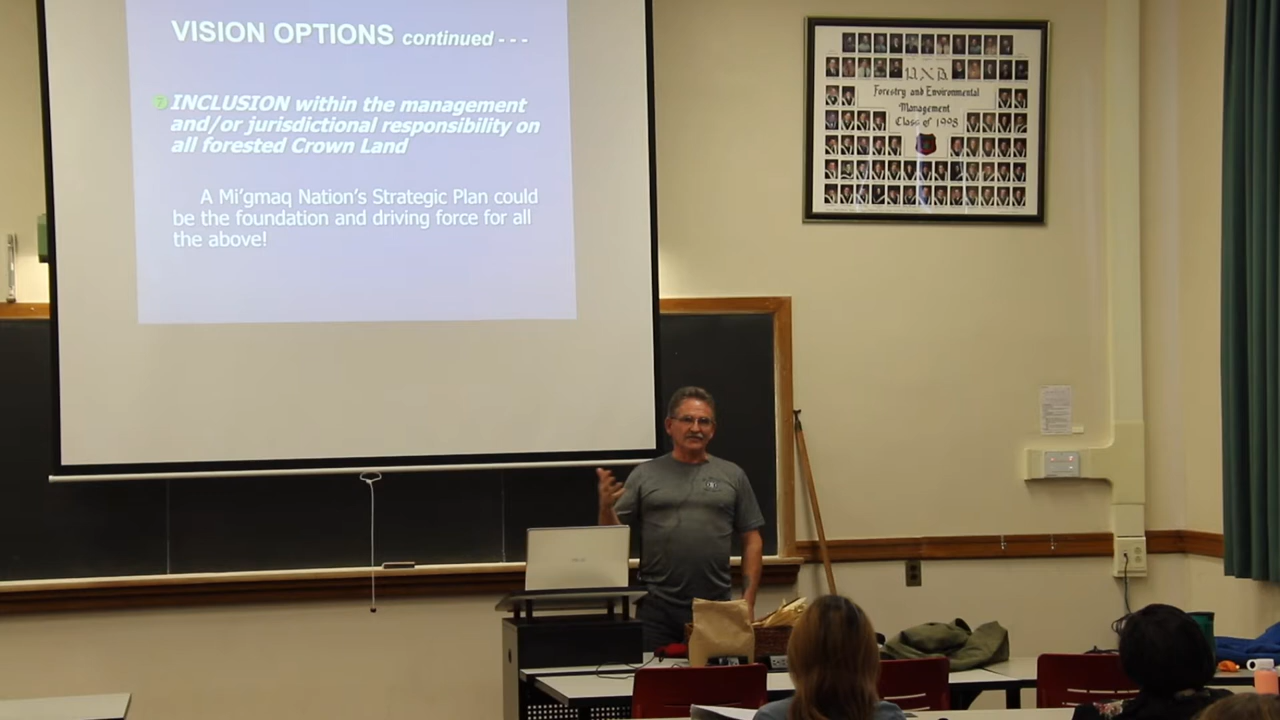 VISION OPTIONS continued - - -
INCLUSION within the management
and/or jurisdictional responsibility on
all forested Crown Land
A Mi'gmaq Nation's Strategic Plan could
be the foundation and driving force for all
the above!
U.N.B.
Forestry and Environmental
Management
Class of 1998